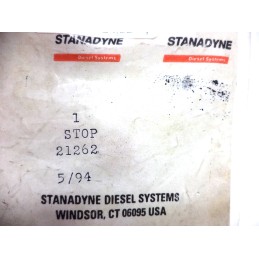 STANADYNE STANADYNE
Diesel Systems Diesel Systems
1
STOP
21262
5/94
STANADYNE DIESEL SYSTEMS
WINDSOR, CT 06095 USA